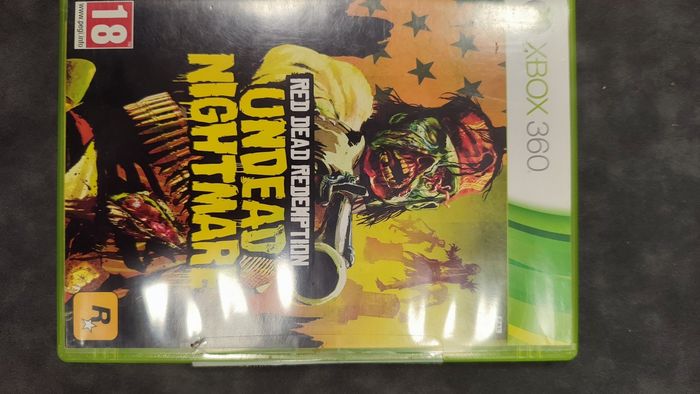 XBOX 360
RED DEAD REDEMPTION
UNDEAD
NIGHTMARE
18
www.pegi.info
R